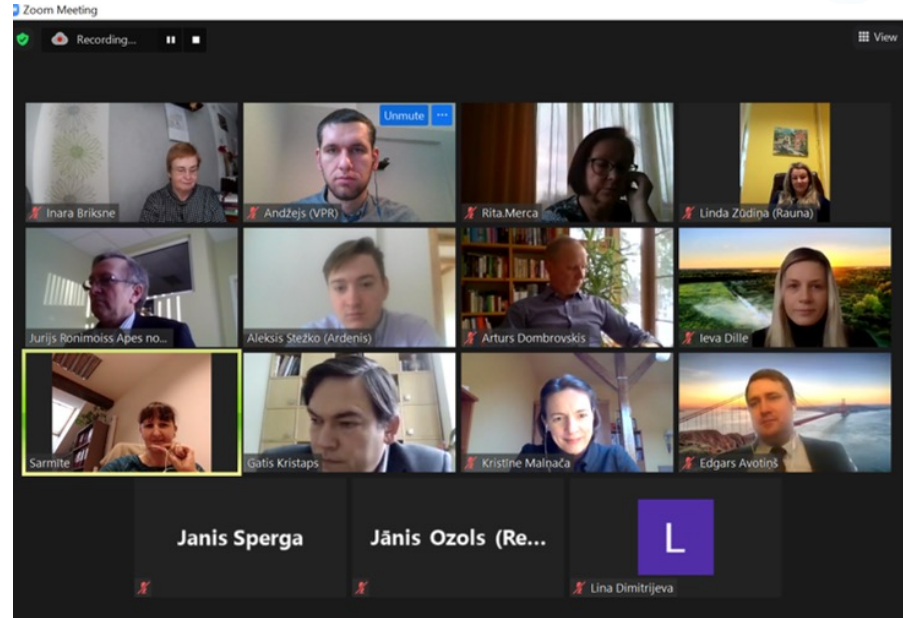 Zoom Meeting
Recording...
View
Inara Briksne
Unmute ...
Andžejs (VPR)
Rita.Merca
Linda Zūdiņa (Rauna)
Jurijs Ronimoiss Apes no...
Aleksis Stežko (Ardenis)
Arturs Dombrovskis
Ieva Dille
Sarmīte
Gatis Kristaps
Kristīne Malnača
Edgars Avotiņš
Janis Sperga
Jānis Ozols (Re...
L
Lina Dimitrijeva